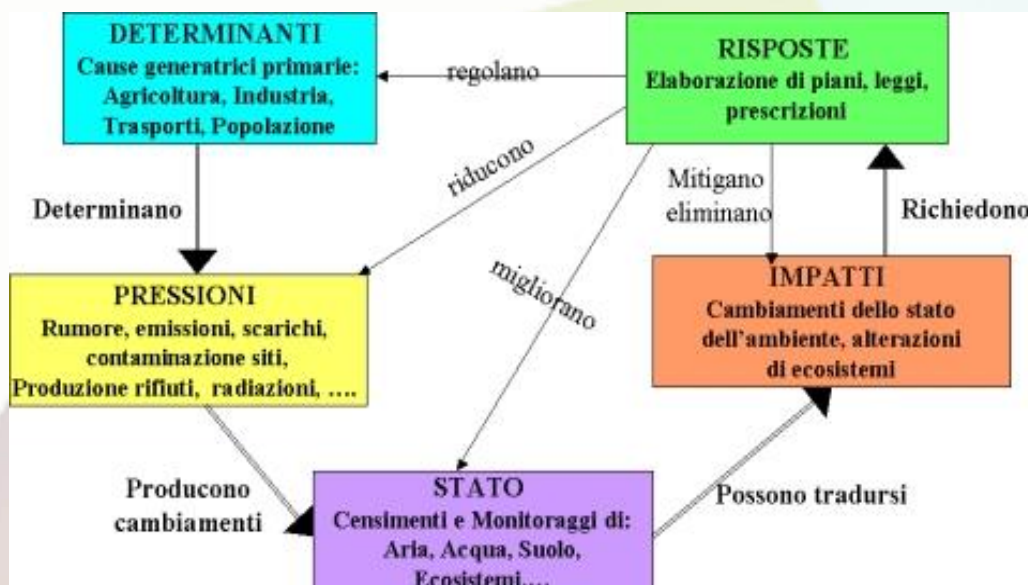 DETERMINANTI
Cause generatrici primarie:
Agricoltura, Industria,
Trasporti, Popolazione
regolano
RISPOSTE
Elaborazione di piani, leggi,
prescrizioni
riducono
Determinano
Mitigano
eliminano
Richiedono
migliorano
PRESSIONI
Rumore, emissioni, scarichi,
contaminazione siti,
Produzione rifiuti, radiazioni, ....
IMPATTI
Cambiamenti dello stato
dell'ambiente, alterazioni
di ecosistemi
Producono
cambiamenti
STATO
Censimenti e Monitoraggi di:
Aria, Acqua, Suolo,
Ecosistemi....
Possono tradursi